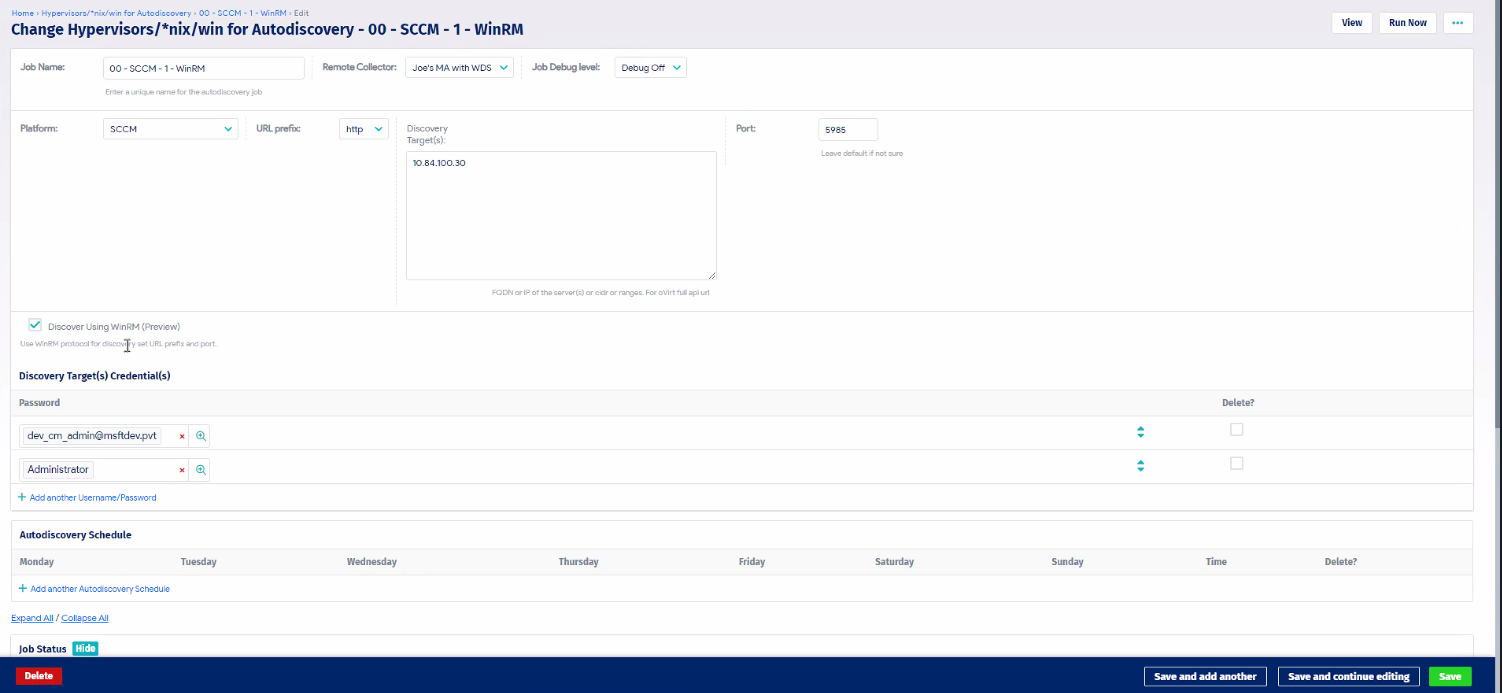 Home › Hypervisors/*nix/win for Autodiscovery › 00 - SCCM - 1 - WinRM › Edit
Change Hypervisors/*nix/win for Autodiscovery - 00 - SCCM - 1 - WinRM
View
Run Now
Job Name:
00 - SCCM - 1 - WinRM
Remote Collector:
Joe's MA with WDS
Job Debug level:
Debug Off
Enter a unique name for the autodiscovery job
Platform:
SCCM
URL prefix:
http
Discovery
Target(s):
Port:
5985
Leave default if not sure
10.84.100.30
FQDN or IP of the server(s) or cidr or ranges. For oVirt full api url
Discover Using WinRM (Preview)
Use WinRM protocol for discovery set URL prefix and port.
Discovery Target(s) Credential(s)
Password
Delete?
dev_cm_admin@msftdev.pvt
Administrator
Add another Username/Password
Autodiscovery Schedule
Monday Tuesday Wednesday Thursday Friday Saturday Sunday Time Delete?
Add another Autodiscovery Schedule
Expand All / Collapse All
Job Status Hide
Delete
Save and add another
Save and continue editing
Save